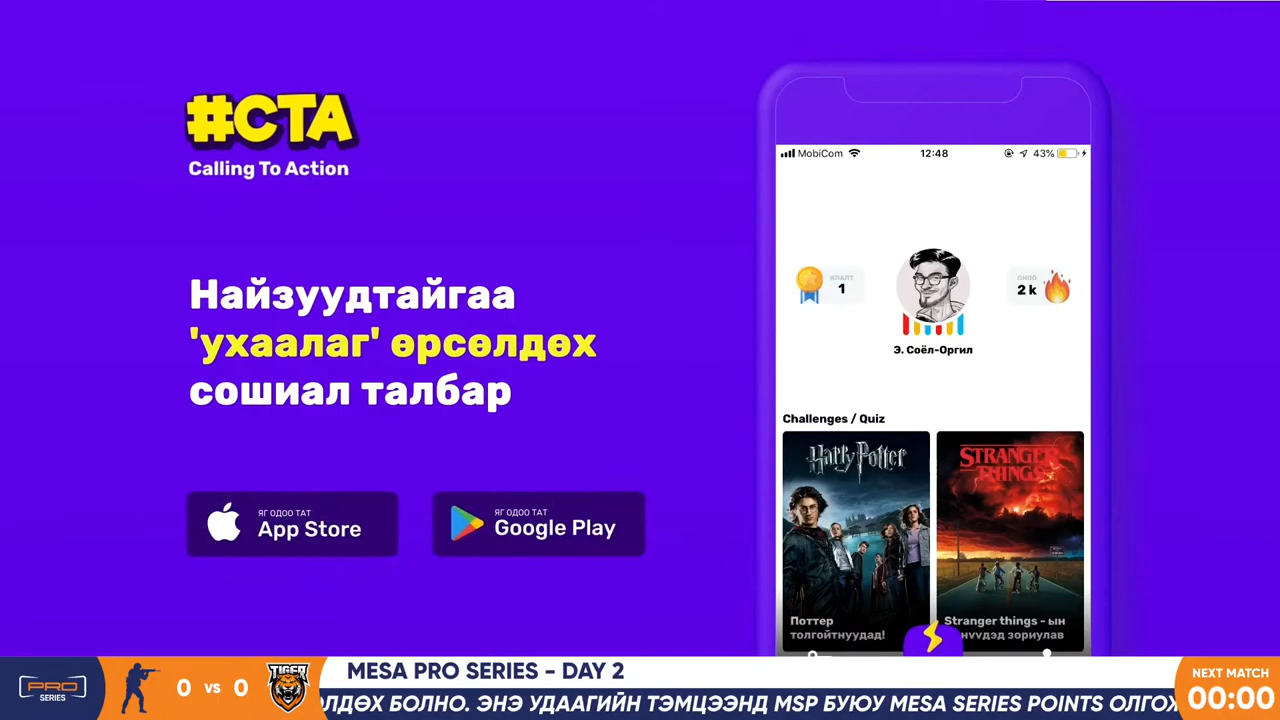 #CTA
Calling To Action
Найзуудтайгаа
'ухаалаг' өрсөлдөх
сошиал талбар
ЯГ ОДОО ТАТ
App Store
ЯГ ОДОО ТАТ
Google Play
MobiCom
12:48
43%
ЯЛАЛТ
1
ОНОО
2 k
Э. Соёл-Оргил
Challenges / Quiz
Harry Potter
STRANGER
THINGS
Поттер
толгойтнуудад!
Stranger things - ын
зориулав
PRO
SERIES
0 VS 0
TIGER
MESA PRO SERIES - DAY 2
БОЛНО. ЭНЭ УДААГИЙН ТЭМЦЭЭНД MSP БУЮУ MESA SERIES POINTS
NEXT MATCH
00:00